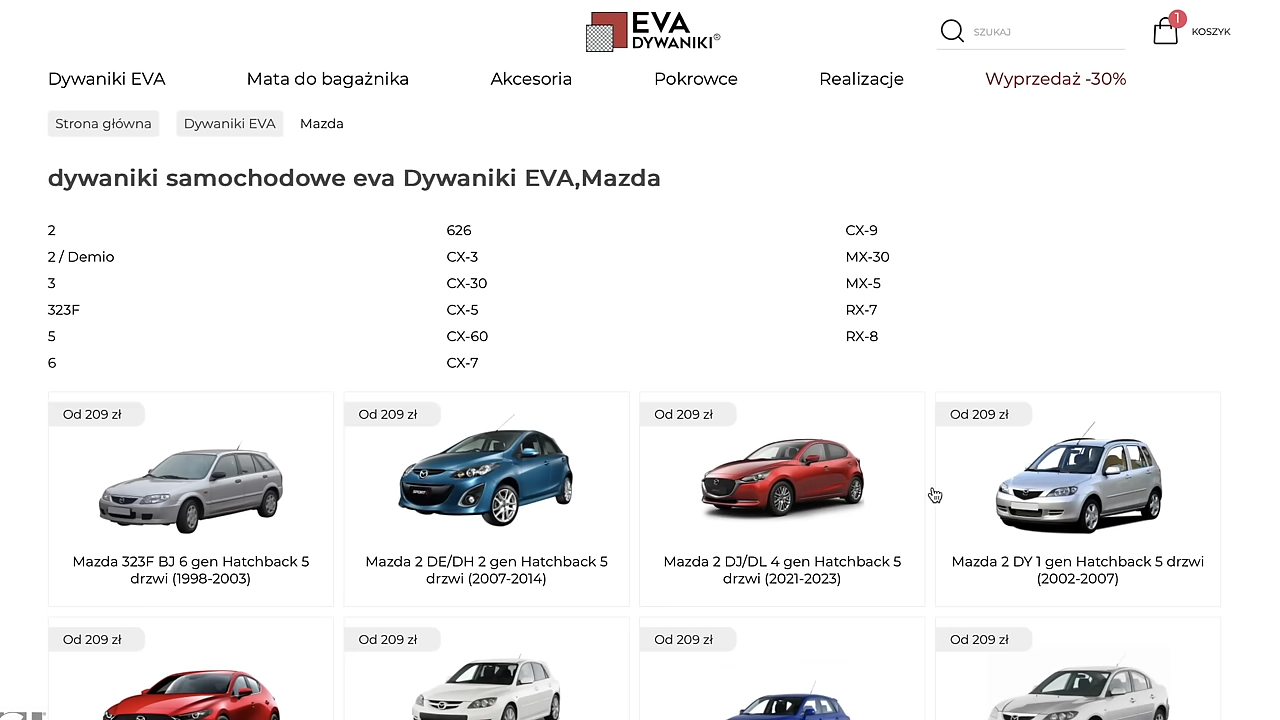 EVA
DYWANIKI®
SZUKAJ
1
KOSZYK
Dywaniki EVA
Mata do bagażnika
Akcesoria
Pokrowce
Realizacje
Wyprzedaż -30%
Strona główna
Dywaniki EVA
Mazda
dywaniki samochodowe eva Dywaniki EVA,Mazda
2
2 / Demio
3
323F
5
6
626
CX-3
CX-30
CX-5
CX-60
CX-7
CX-9
MX-30
MX-5
RX-7
RX-8
Od 209 zł
Mazda 323F BJ 6 gen Hatchback 5
drzwi (1998-2003)
Od 209 zł
SPORT
Mazda 2 DE/DH 2 gen Hatchback 5
drzwi (2007-2014)
Od 209 zł
Mazda 2 DJ/DL 4 gen Hatchback 5
drzwi (2021-2023)
Od 209 zł
Mazda 2 DY 1 gen Hatchback 5 drzwi
(2002-2007)
Od 209 zł
Od 209 zł
Od 209 zł
Od 209 zł